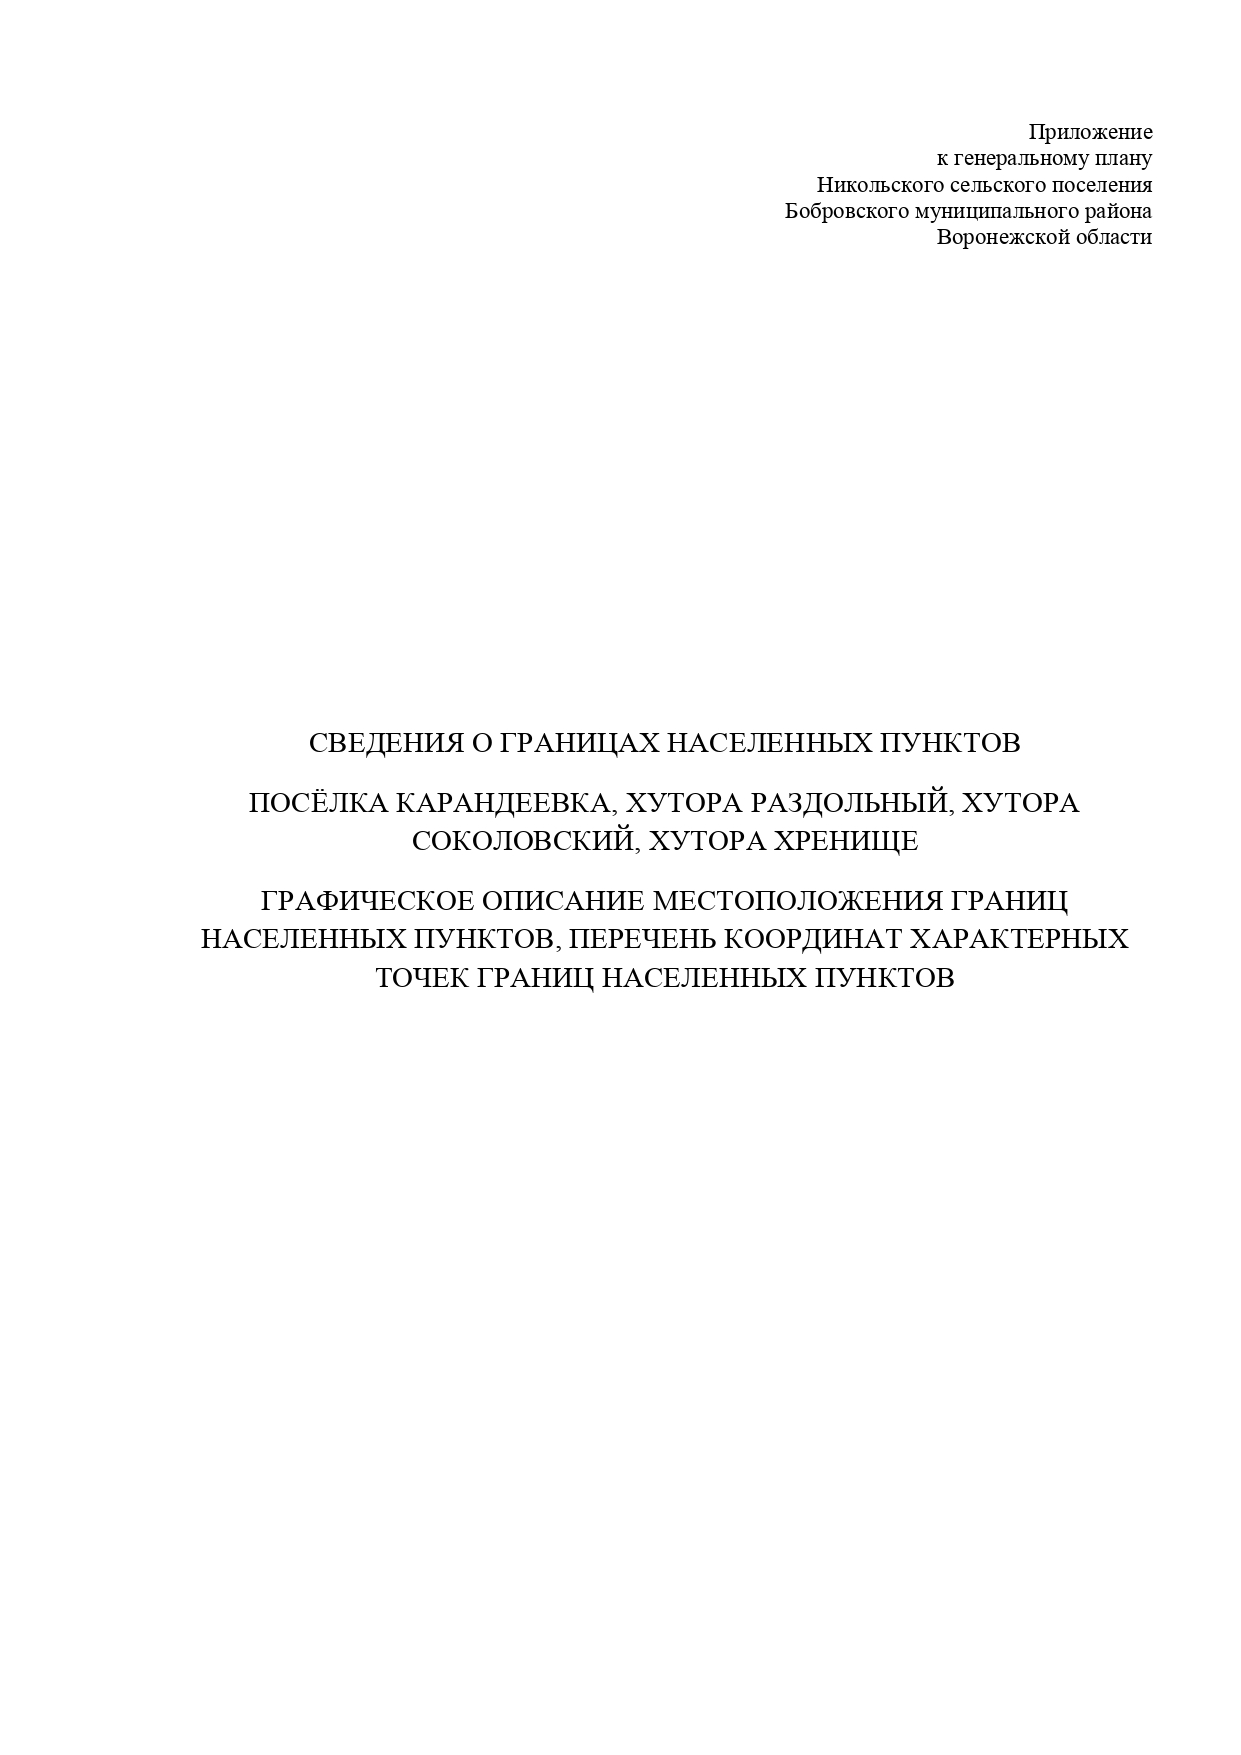 Приложение
к генеральному плану
Никольского сельского поселения
Бобровского муниципального района
Воронежской области
СВЕДЕНИЯ О ГРАНИЦАХ НАСЕЛЕННЫХ ПУНКТОВ
ПОСЁЛКА КАРАНДЕЕВКА, ХУТОРА РАЗДОЛЬНЫЙ, ХУТОРА
СОКОЛОВСКИЙ, ХУТОРА ХРЕНИЩЕ
ГРАФИЧЕСКОЕ ОПИСАНИЕ МЕСТОПОЛОЖЕНИЯ ГРАНИЦ
НАСЕЛЕННЫХ ПУНКТОВ, ПЕРЕЧЕНЬ КООРДИНАТ ХАРАКТЕРНЫХ
ТОЧЕК ГРАНИЦ НАСЕЛЕННЫХ ПУНКТОВ